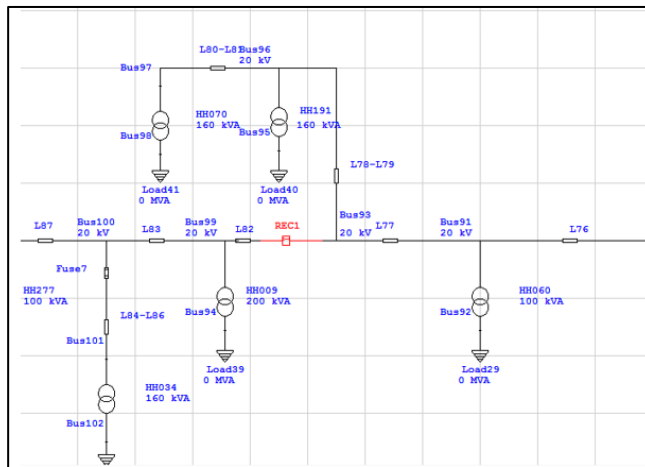 L80-L81
Bus96
20 kV
Bus97
HH070
160 kVA
HH191
160 kVA
Bus98
Bus95
Load41
0 MVA
Load40
0 MVA
L78-L79
L87
Bus100
20 kV
L83
Bus99
20 kV
L82
REC1
Bus93
20 kV
L77
Bus91
20 kV
L76
Fuse7
HH277
100 kVA
HH009
200 kVA
HH060
100 kVA
Bus94
Bus92
L84-L86
Bus101
Load39
0 MVA
Load29
0 MVA
HH034
160 kVA
Bus102